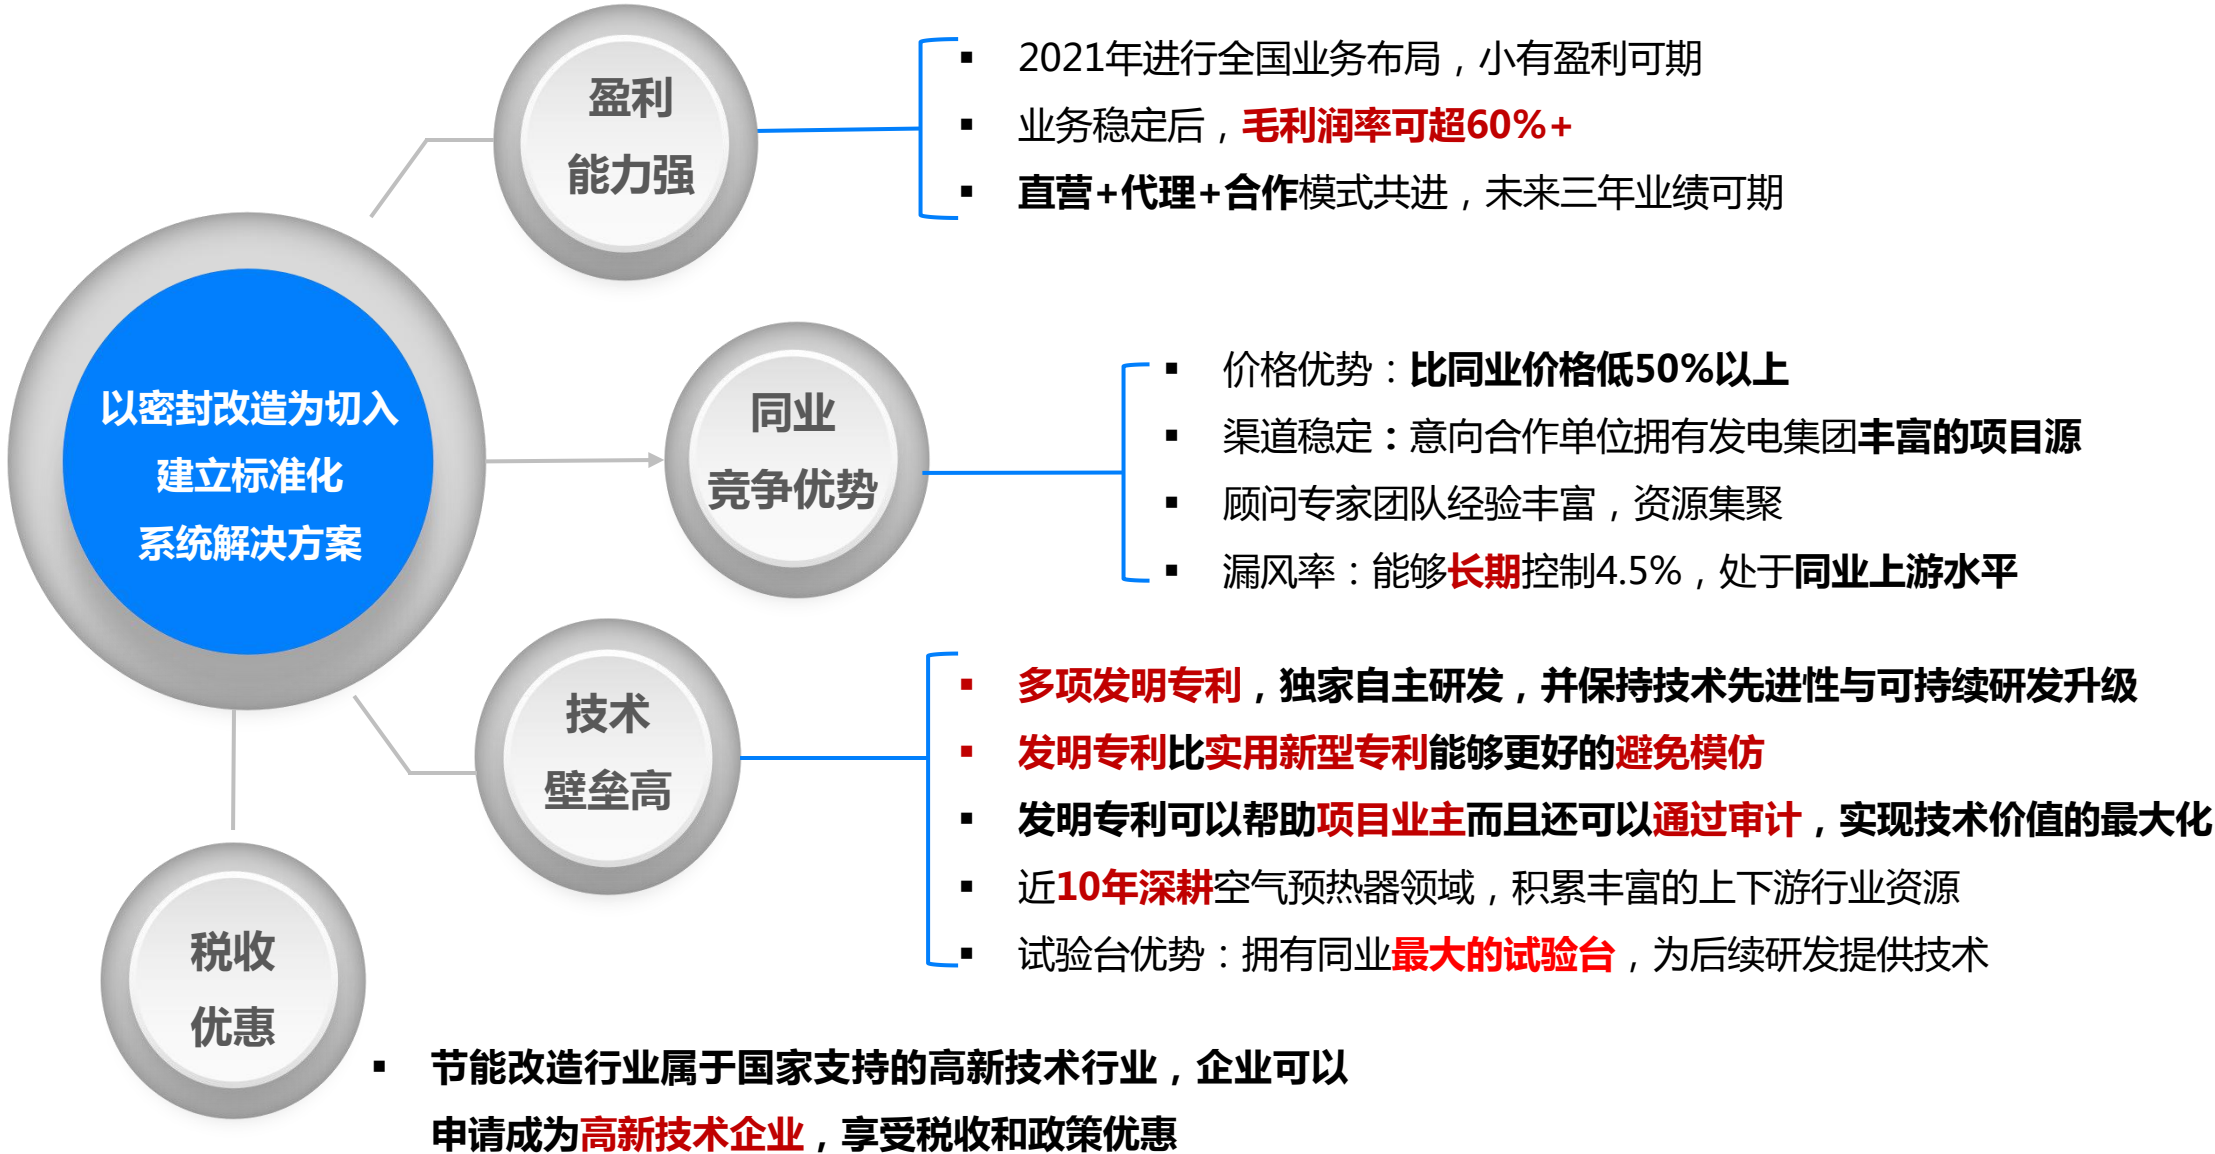 盈利
能力强
2021年进行全国业务布局，小有盈利可期
业务稳定后，毛利润率可超60%+
直营+代理+合作模式共进，未来三年业绩可期
以密封改造为切入
建立标准化
系统解决方案
同业
竞争优势
价格优势：比同业价格低50%以上
渠道稳定：意向合作单位拥有发电集团丰富的项目源
顾问专家团队经验丰富，资源集聚
漏风率：能够长期控制4.5%，处于同业上游水平
技术
壁垒高
多项发明专利，独家自主研发，并保持技术先进性与可持续研发升级
发明专利比实用新型专利能够更好的避免模仿
发明专利可以帮助项目业主而且还可以通过审计，实现技术价值的最大化
近10年深耕空气预热器领域，积累丰富的上下游行业资源
试验台优势：拥有同业最大的试验台，为后续研发提供技术
税收
优惠
节能改造行业属于国家支持的高新技术行业，企业可以
申请成为高新技术企业，享受税收和政策优惠